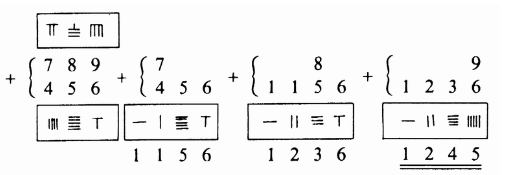 𝍦 𝍰 𝍨
+ { 7 8 9 + { 7 + { 8 + { 9
4 5 6 4 5 6 1 1 5 6 1 2 3 6
𝍣 𝍭 𝍥 𝍩 𝍠 𝍭 𝍥 𝍩 𝍡 𝍫 𝍥 𝍩 𝍡 𝍬 𝍤
1 1 5 6 1 2 3 6 1 2 4 5